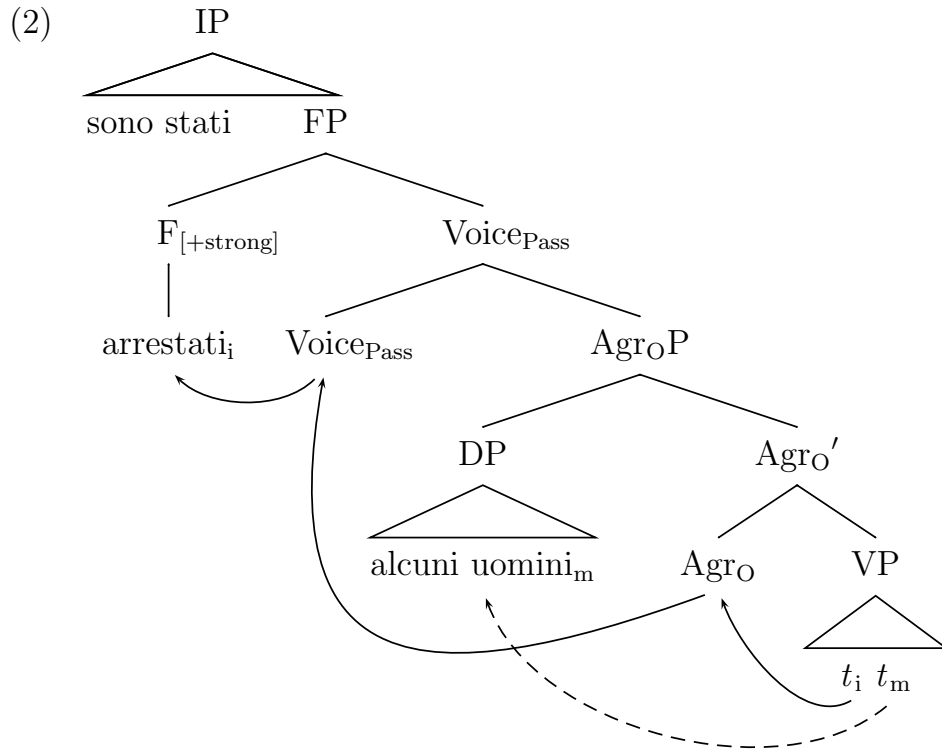 (2) IP
sono stati FP
F[+strong] Voice_Pass
arrestati_i Voice_Pass Agr_OP
DP Agr_O′
alcuni uomini_m Agr_O VP
t_i t_m